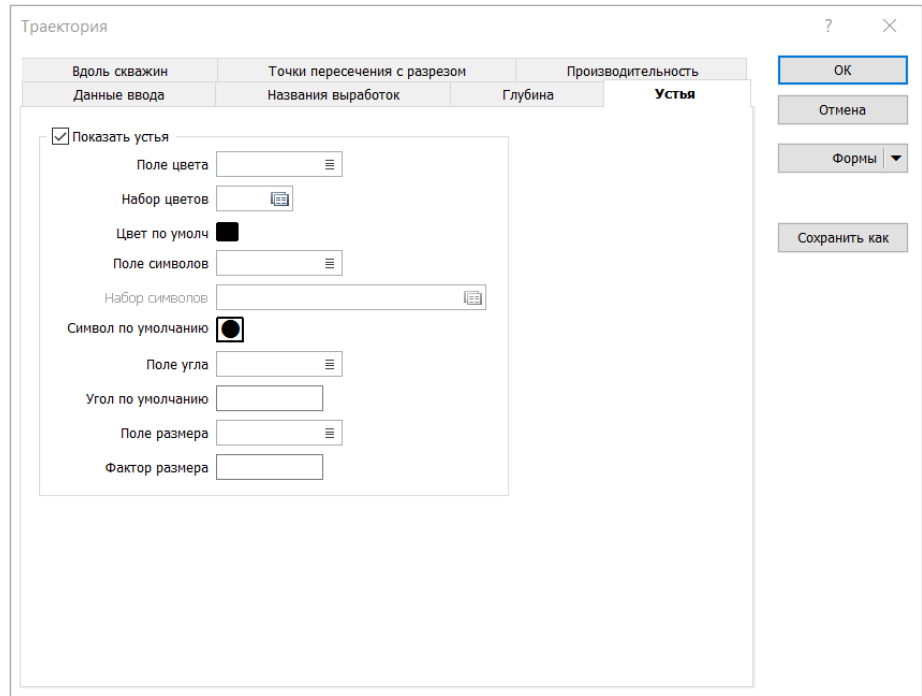 Траектория
?
Вдоль скважин
Точки пересечения с разрезом
Производительность
Данные ввода
Названия выработок
Глубина
Устья
Показать устья
Поле цвета
Набор цветов
Цвет по умолч
Поле символов
Набор символов
Символ по умолчанию
Поле угла
Угол по умолчанию
Поле размера
Фактор размера
ОК
Отмена
Формы
Сохранить как